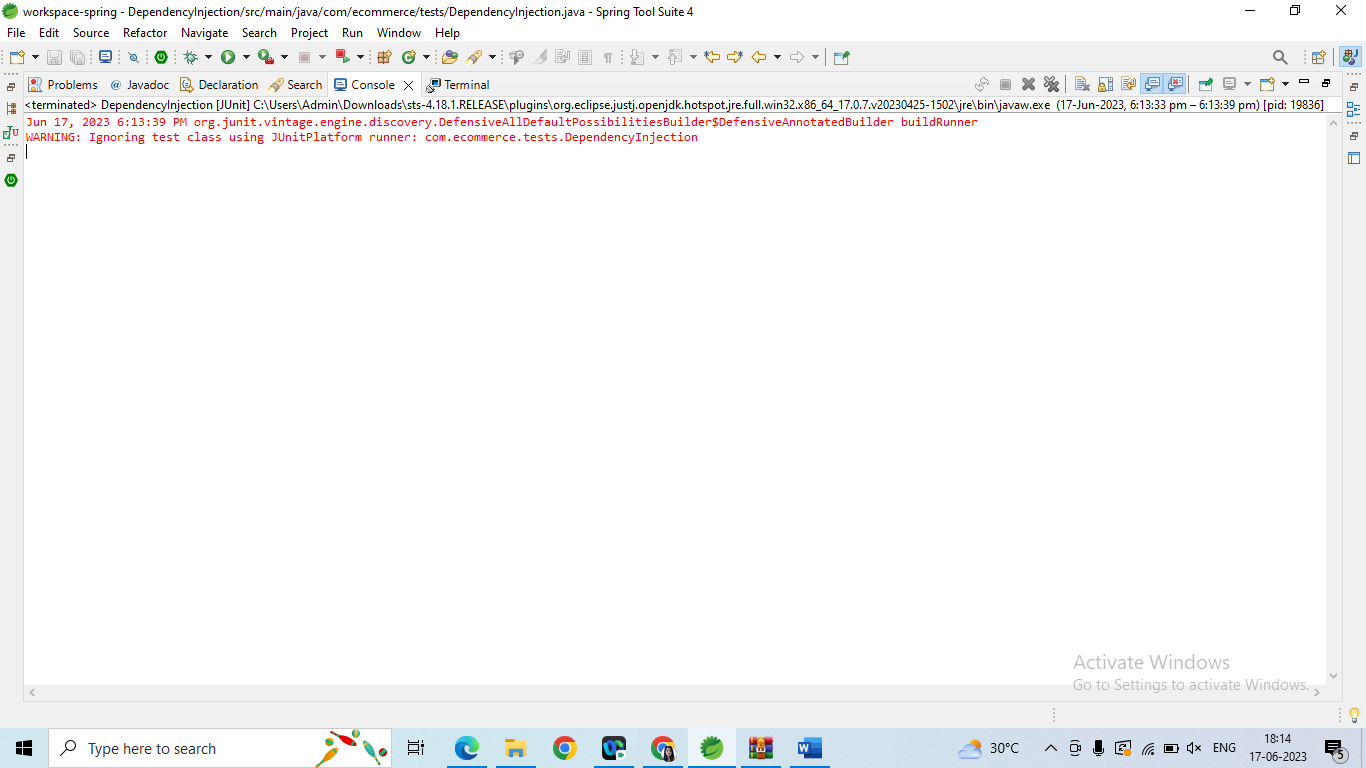 workspace-spring - DependencyInjection/src/main/java/com/ecommerce/tests/DependencyInjection.java - Spring Tool Suite 4
File Edit Source Refactor Navigate Search Project Run Window Help
Problems @ Javadoc Declaration Search Console Terminal
<terminated> DependencyInjection [JUnit] C:\Users\Admin\Downloads\sts-4.18.1.RELEASE\plugins\org.eclipse.justj.openjdk.hotspot.jre.full.win32.x86_64_17.0.7.v20230425-1502\jre\bin\javaw.exe (17-Jun-2023, 6:13:33 pm – 6:13:39 pm) [pid: 19836]
Jun 17, 2023 6:13:39 PM org.junit.vintage.engine.discovery.DefensiveAllDefaultPossibilitiesBuilder$DefensiveAnnotatedBuilder buildRunner
WARNING: Ignoring test class using JUnitPlatform runner: com.ecommerce.tests.DependencyInjection
Activate Windows
Go to Settings to activate Windows.
Type here to search
30°C
ENG
18:14
17-06-2023
5